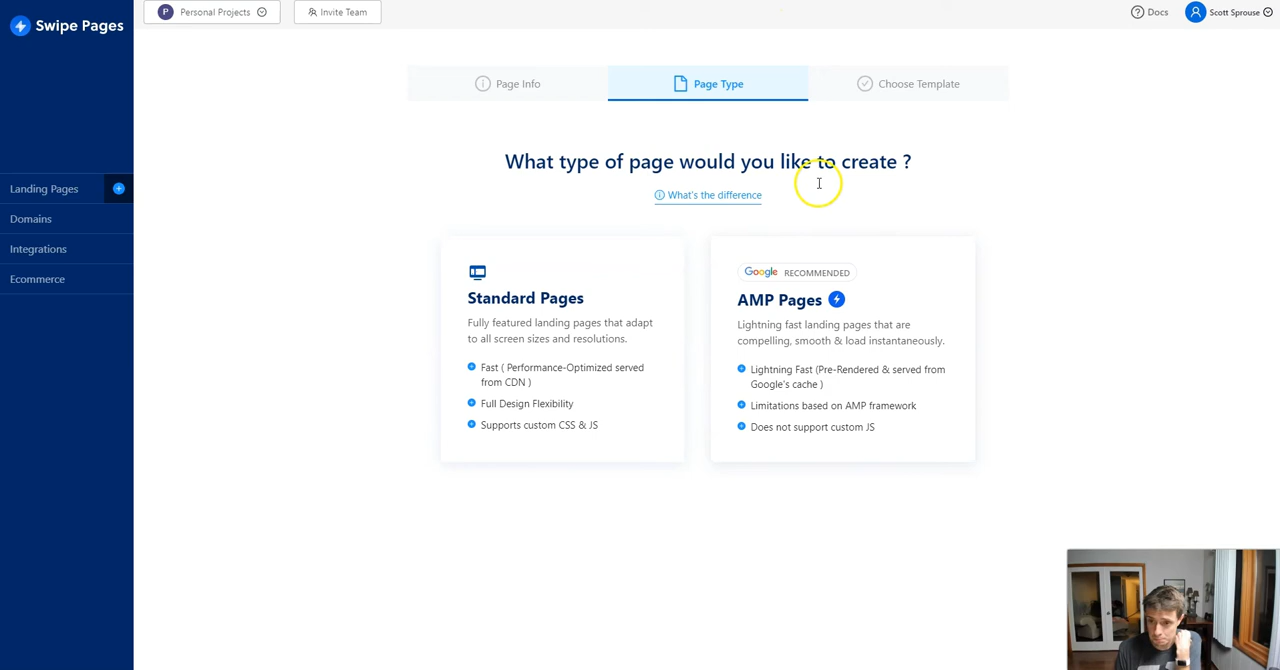 Swipe Pages
P Personal Projects
Invite Team
Docs
Scott Sprouse
Page Info
Page Type
Choose Template
What type of page would you like to create ?
What's the difference
Landing Pages
Domains
Integrations
Ecommerce
Standard Pages
Fully featured landing pages that adapt
to all screen sizes and resolutions.
Fast ( Performance-Optimized served
from CDN )
Full Design Flexibility
Supports custom CSS & JS
Google RECOMMENDED
AMP Pages
Lightning fast landing pages that are
compelling, smooth & load instantaneously.
Lightning Fast (Pre-Rendered & served from
Google's cache )
Limitations based on AMP framework
Does not support custom JS